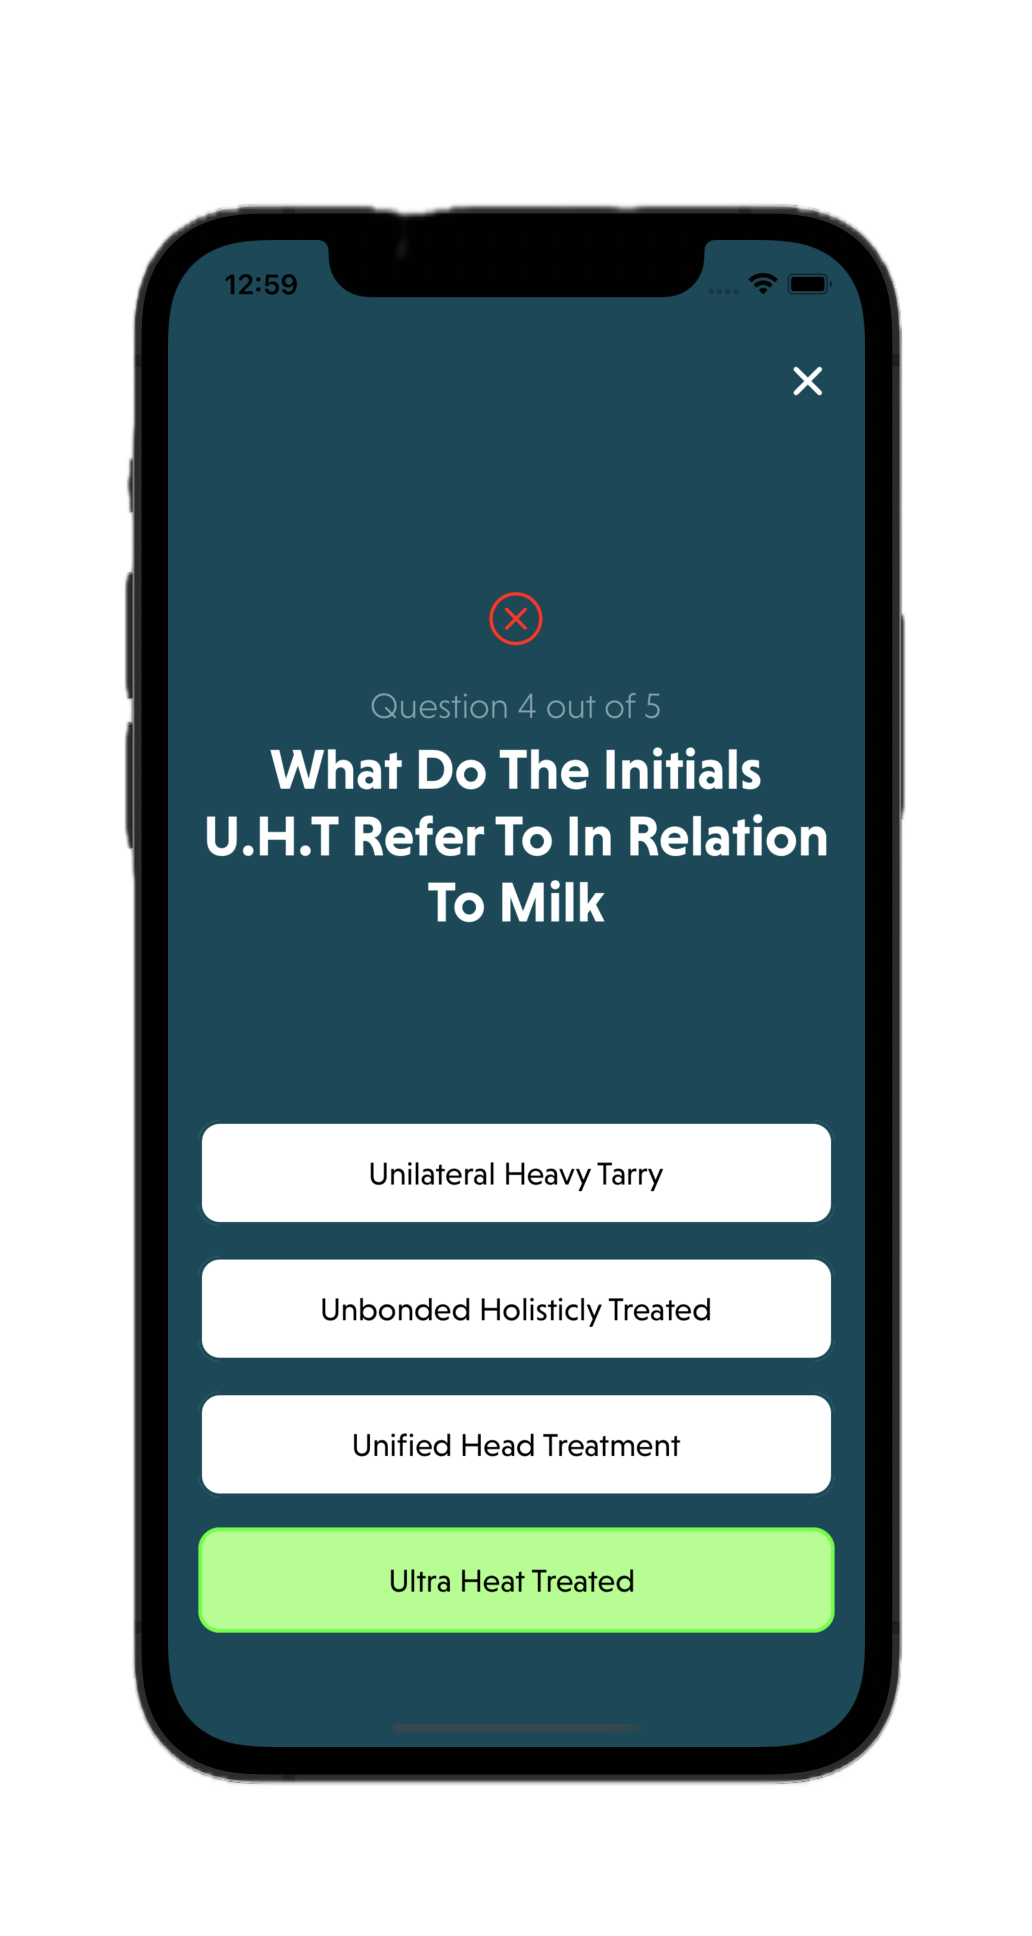 12:59
Question 4 out of 5
What Do The Initials
U.H.T Refer To In Relation
To Milk
Unilateral Heavy Tarry
Unbonded Holisticly Treated
Unified Head Treatment
Ultra Heat Treated